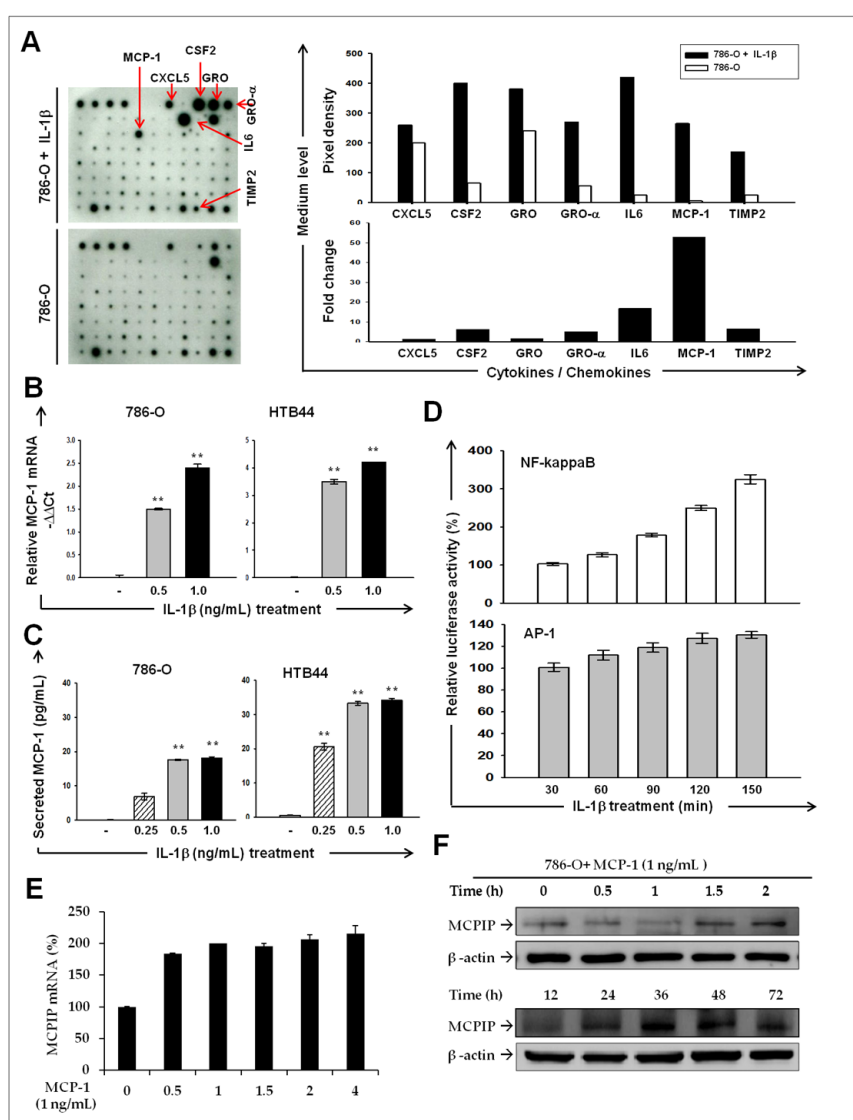 A
MCP-1
CSF2
CXCL5
GRO
GRO-α
IL6
TIMP2
786-O + IL-1β
786-O
786-O + IL-1β
786-O
Medium level
Pixel density
500
400
300
200
100
0
CXCL5 CSF2 GRO GRO-α IL6 MCP-1 TIMP2
Fold change
60
50
40
30
20
10
0
CXCL5 CSF2 GRO GRO-α IL6 MCP-1 TIMP2
Cytokines / Chemokines
B
786-O
HTB44
Relative MCP-1 mRNA
-ΔΔCt
3.0
2.5
2.0
1.5
1.0
0.5
0.0
**
**
- 0.5 1.0
5
4
3
2
1
0
**
**
- 0.5 1.0
IL-1β (ng/mL) treatment
C
786-O
HTB44
Secreted MCP-1 (pg/mL)
40
30
20
10
0
** **
- 0.25 0.5 1.0
40
30
20
10
0
** ** **
- 0.25 0.5 1.0
IL-1β (ng/mL) treatment
D
Relative luciferase activity (%)
NF-kappaB
400
300
200
100
0
AP-1
140
120
100
80
60
40
20
0
30 60 90 120 150
IL-1β treatment (min)
E
MCPIP mRNA (%)
250
200
150
100
50
0
0 0.5 1 1.5 2 4
MCP-1
(1 ng/mL)
F
786-O+ MCP-1 (1 ng/mL )
Time (h) 0 0.5 1 1.5 2
MCPIP →
β -actin →
Time (h) 12 24 36 48 72
MCPIP →
β -actin →